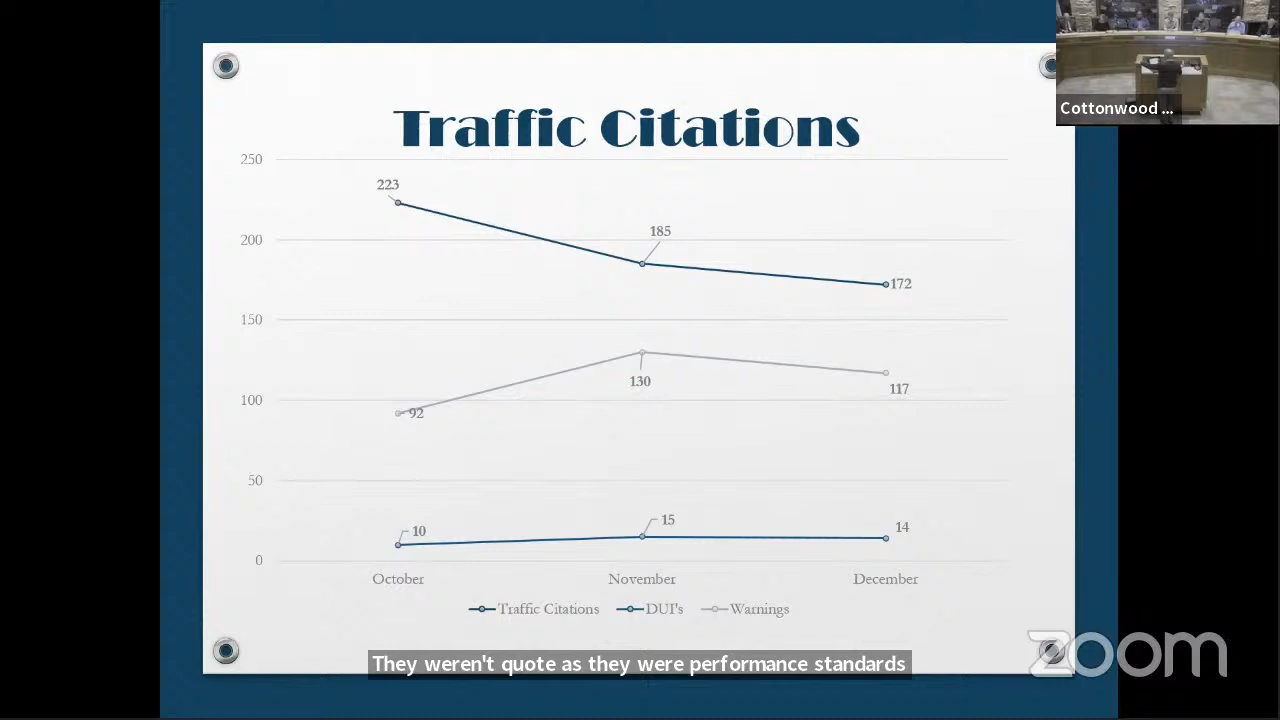 Cottonwood ...
Traffic Citations
250
223
200
185
172
150
130
117
100
92
50
10
15
14
0
October November December
Traffic Citations DUI's Warnings
They weren't quote as they were performance standards
zoom